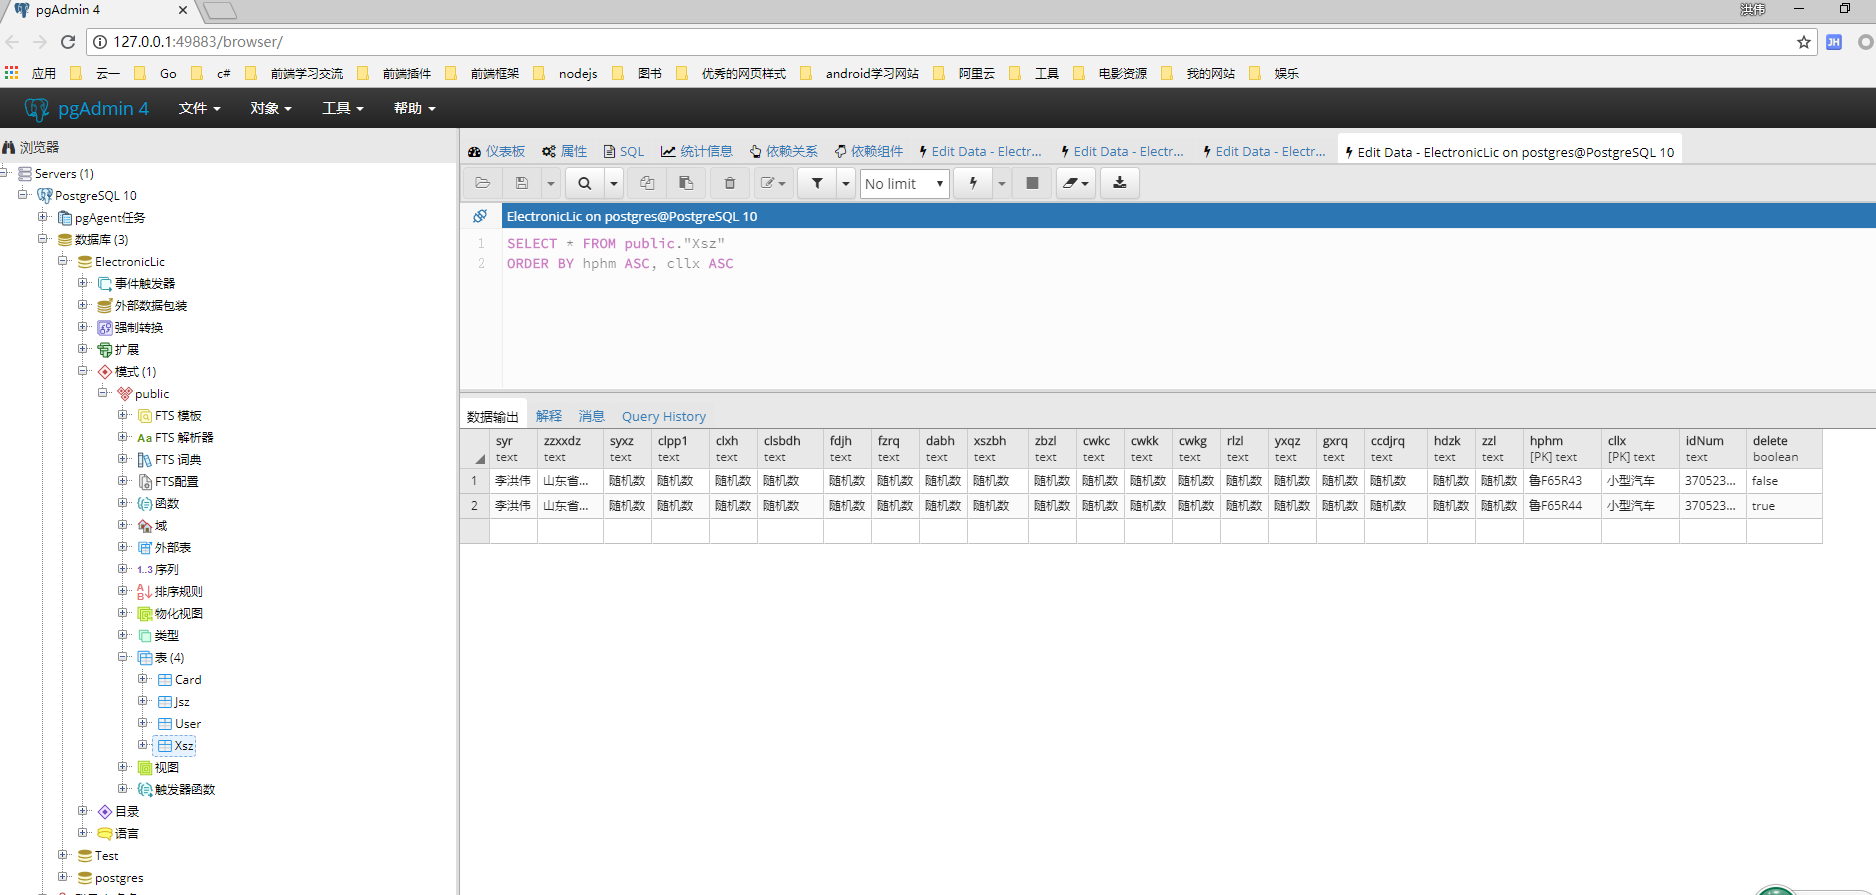 pgAdmin 4
洪伟
127.0.0.1:49883/browser/
JH
应用 云一 Go c# 前端学习交流 前端插件 前端框架 nodejs 图书 优秀的网页样式 android学习网站 阿里云 工具 电影资源 我的网站 娱乐
pgAdmin 4 文件 对象 工具 帮助
浏览器
Servers (1)
PostgreSQL 10
pgAgent任务
数据库 (3)
ElectronicLic
事件触发器
外部数据包装
强制转换
扩展
模式 (1)
public
FTS 模板
Aa FTS 解析器
FTS 词典
FTS配置
函数
域
外部表
1..3 序列
排序规则
物化视图
类型
表 (4)
Card
Jsz
User
Xsz
视图
触发器函数
目录
语言
Test
postgres
仪表板 属性 SQL 统计信息 依赖关系 依赖组件 Edit Data - Electr... Edit Data - Electr... Edit Data - Electr... Edit Data - ElectronicLic on postgres@PostgreSQL 10
No limit
ElectronicLic on postgres@PostgreSQL 10
1 SELECT * FROM public."Xsz"
2 ORDER BY hphm ASC, cllx ASC
数据输出 解释 消息 Query History
syr zzxxdz syxz clpp1 clxh clsbdh fdjh fzrq dabh xszbh zbzl cwkc cwkk cwkg rlzl yxqz gxrq ccdjrq hdzk zzl hphm cllx idNum delete
text text text text text text text text text text text text text text text text text text text text [PK] text [PK] text text boolean
1 李洪伟 山东省... 随机数 随机数 随机数 随机数 随机数 随机数 随机数 随机数 随机数 随机数 随机数 随机数 随机数 随机数 随机数 随机数 随机数 随机数 鲁F65R43 小型汽车 370523... false
2 李洪伟 山东省... 随机数 随机数 随机数 随机数 随机数 随机数 随机数 随机数 随机数 随机数 随机数 随机数 随机数 随机数 随机数 随机数 随机数 随机数 鲁F65R44 小型汽车 370523... true